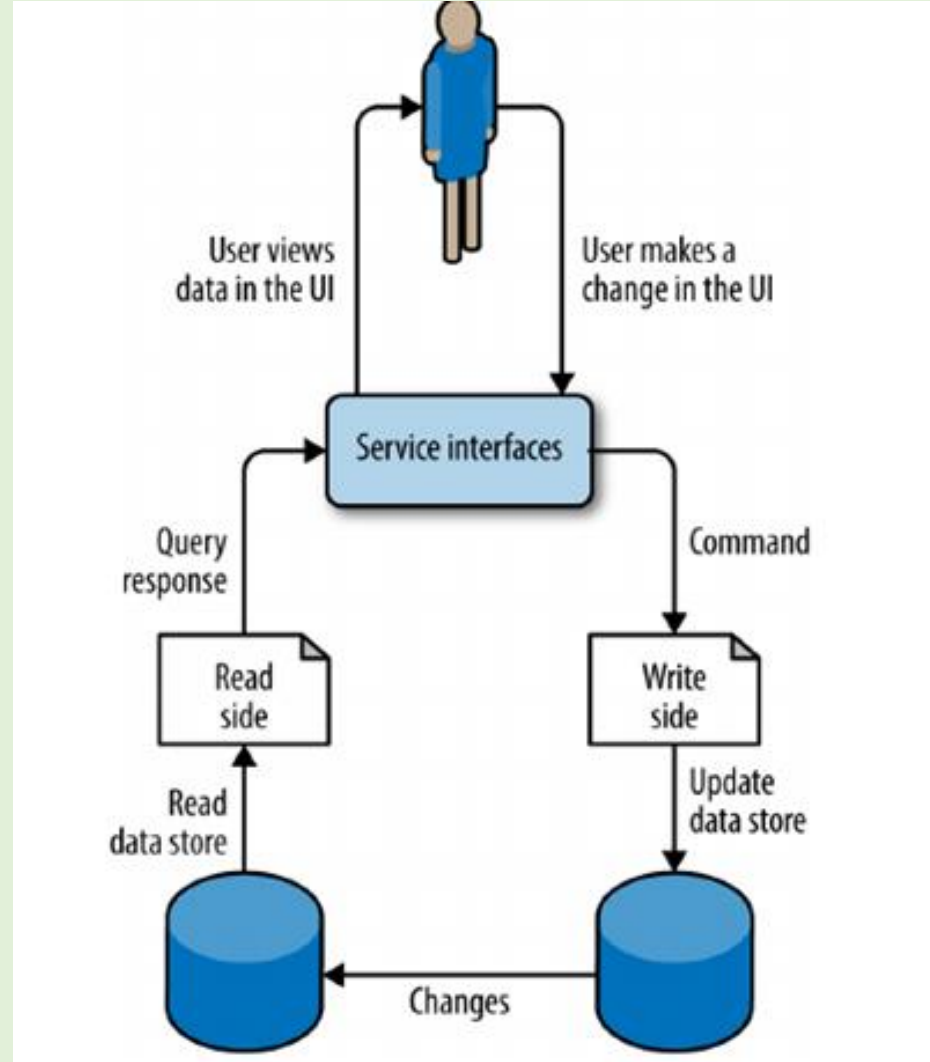 User views
data in the UI
User makes a
change in the UI
Service interfaces
Query
response
Command
Read
side
Write
side
Read
data store
Update
data store
Changes